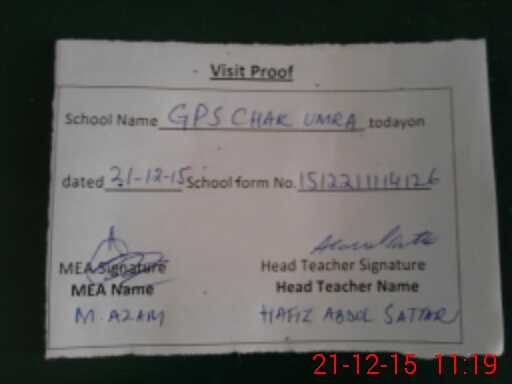 Visit Proof
School Name GPS CHAK UMRA todayon
dated 21-12-15 School form No. 15122111114126
MEA Signature Head Teacher Signature
MEA Name Head Teacher Name
M. AZAM HAFIZ ABDUL SATTAR
21-12-15 11:19